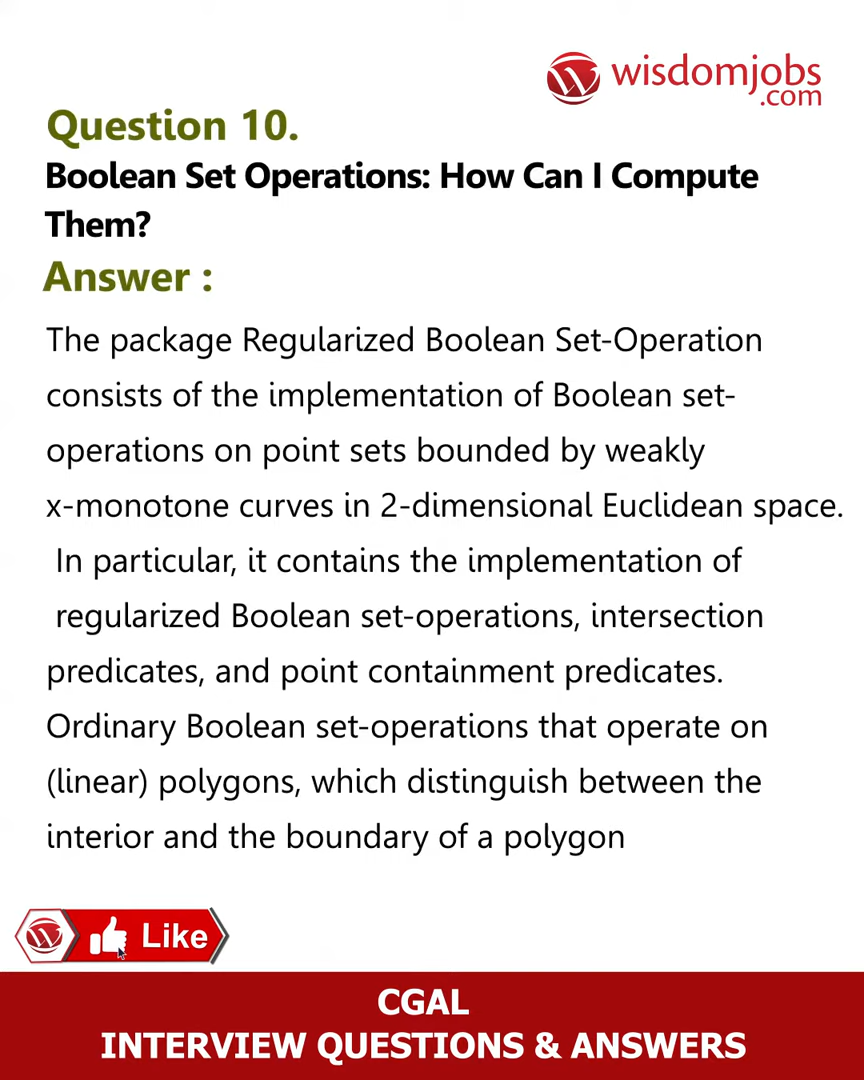 wisdomjobs
.com
Question 10.
Boolean Set Operations: How Can I Compute
Them?
Answer :
The package Regularized Boolean Set-Operation
consists of the implementation of Boolean set-
operations on point sets bounded by weakly
x-monotone curves in 2-dimensional Euclidean space.
In particular, it contains the implementation of
regularized Boolean set-operations, intersection
predicates, and point containment predicates.
Ordinary Boolean set-operations that operate on
(linear) polygons, which distinguish between the
interior and the boundary of a polygon
Like
CGAL
INTERVIEW QUESTIONS & ANSWERS